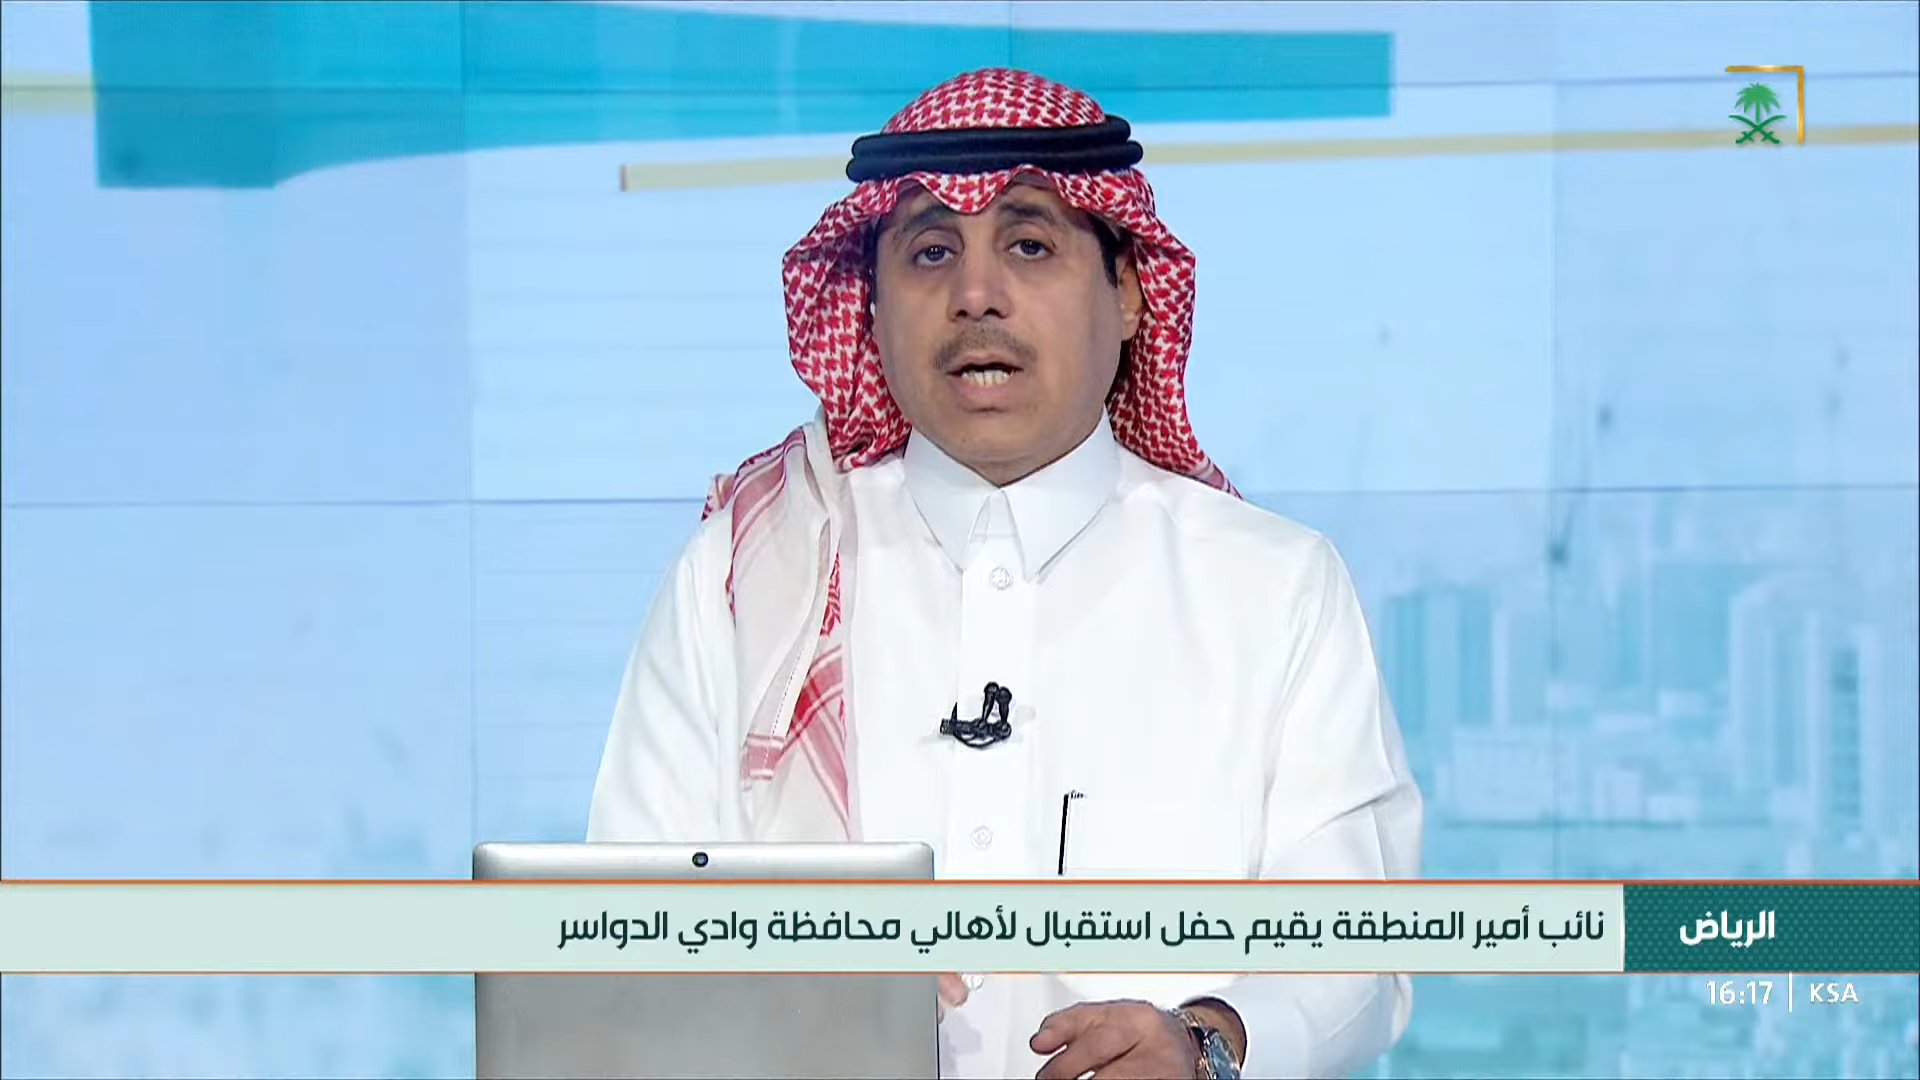 الرياض
نائب أمير المنطقة يقيم حفل استقبال لأهالي محافظة وادي الدواسر
16:17 | KSA